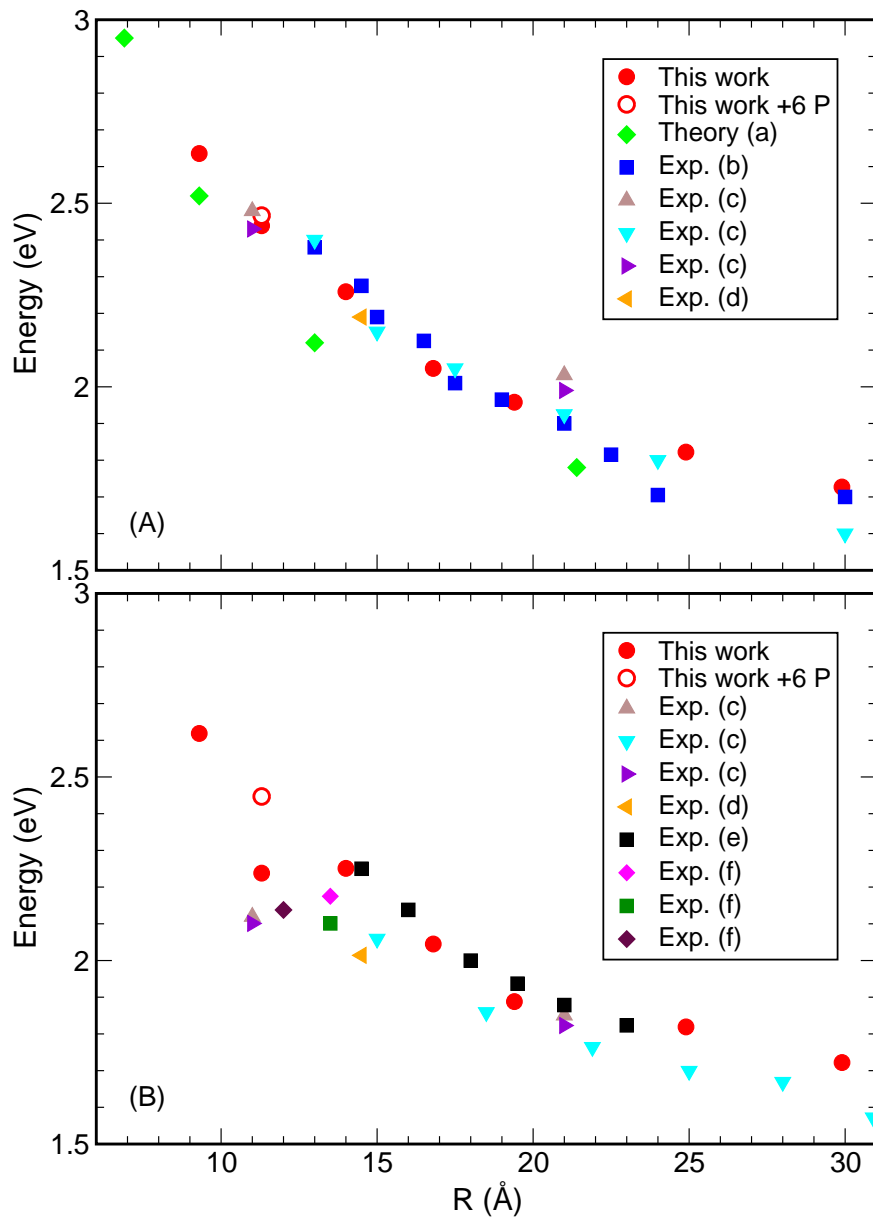 3
2.5
2
1.5
Energy (eV)
This work
This work +6 P
Theory (a)
Exp. (b)
Exp. (c)
Exp. (c)
Exp. (c)
Exp. (d)
(A)
3
2.5
2
1.5
Energy (eV)
This work
This work +6 P
Exp. (c)
Exp. (c)
Exp. (c)
Exp. (d)
Exp. (e)
Exp. (f)
Exp. (f)
Exp. (f)
(B)
10 15 20 25 30
R (Å)